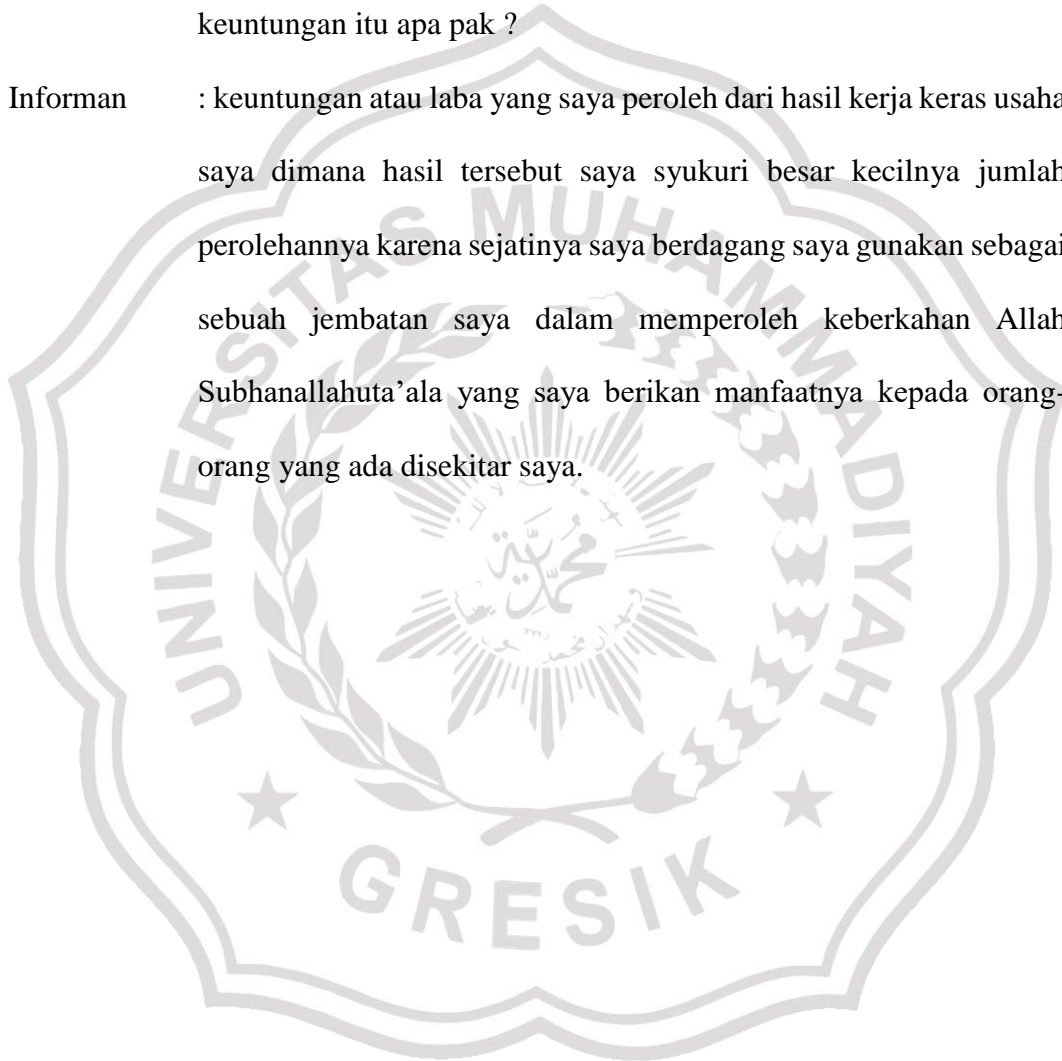 keuntungan itu apa pak ?
Informan : keuntungan atau laba yang saya peroleh dari hasil kerja keras usaha
saya dimana hasil tersebut saya syukuri besar kecilnya jumlah
perolehannya karena sejatinya saya berdagang saya gunakan sebagai
sebuah jembatan saya dalam memperoleh keberkahan Allah
Subhanallahuta’ala yang saya berikan manfaatnya kepada orang-
orang yang ada disekitar saya.
UNIVERSITAS MUHAMMADIYAH
GRESIK